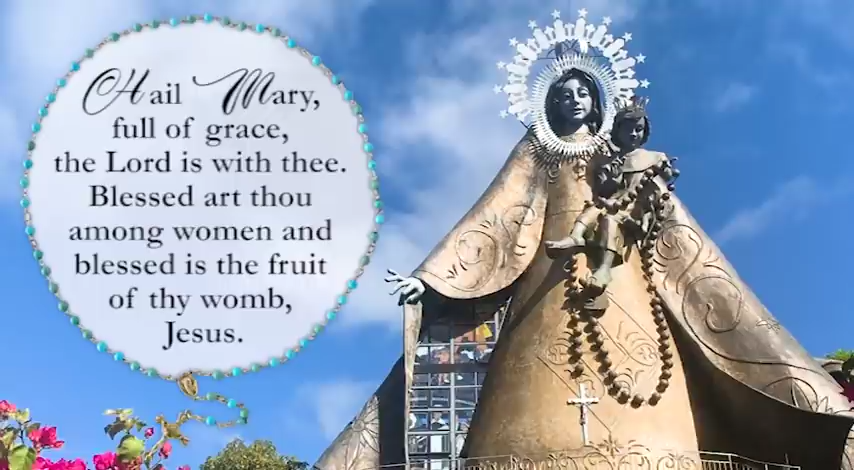 Hail Mary,
full of grace,
the Lord is with thee.
Blessed art thou
among women and
blessed is the fruit
of thy womb,
Jesus.